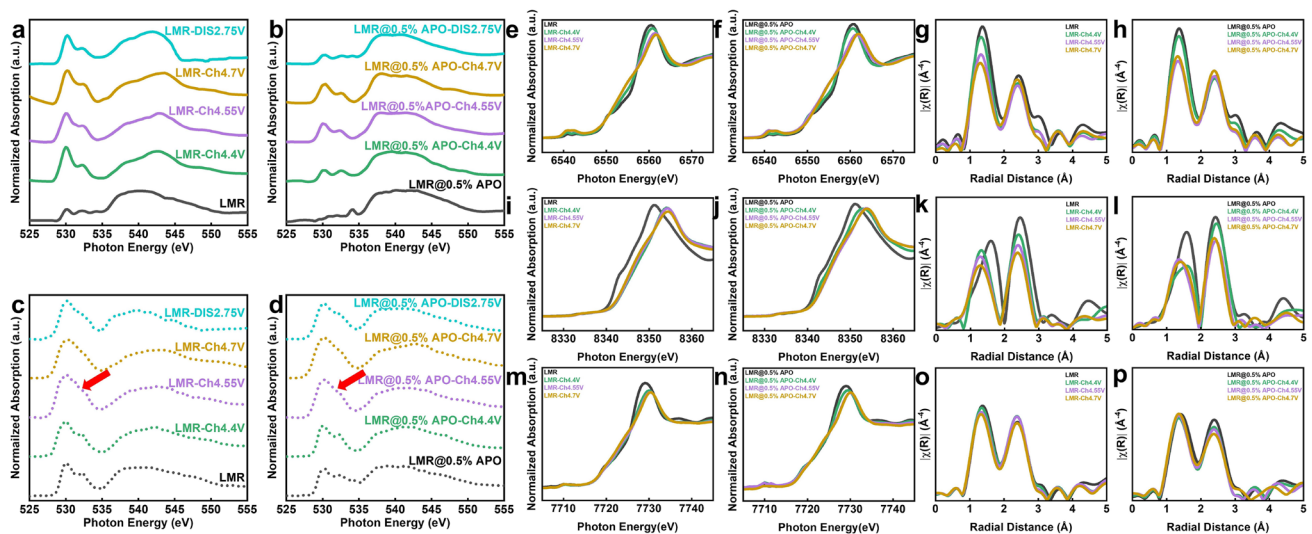 a
Normalized Absorption (a.u.)
LMR-DIS2.75V
LMR-Ch4.7V
LMR-Ch4.55V
LMR-Ch4.4V
LMR
525 530 535 540 545 550 555
Photon Energy (eV)
b
Normalized Absorption (a.u.)
LMR@0.5% APO-DIS2.75V
LMR@0.5% APO-Ch4.7V
LMR@0.5%APO-Ch4.55V
LMR@0.5% APO-Ch4.4V
LMR@0.5% APO
525 530 535 540 545 550 555
Photon Energy (eV)
c
Normalized Absorption (a.u.)
LMR-DIS2.75V
LMR-Ch4.7V
LMR-Ch4.55V
LMR-Ch4.4V
LMR
525 530 535 540 545 550 555
Photon Energy (eV)
d
Normalized Absorption (a.u.)
LMR@0.5% APO-DIS2.75V
LMR@0.5% APO-Ch4.7V
LMR@0.5% APO-Ch4.55V
LMR@0.5% APO-Ch4.4V
LMR@0.5% APO
525 530 535 540 545 550 555
Photon Energy (eV)
e
Normalized Absorption (a.u.)
LMR
LMR-Ch4.4V
LMR-Ch4.55V
LMR-Ch4.7V
6540 6550 6560 6570
Photon Energy(eV)
f
Normalized Absorption (a.u.)
LMR@0.5% APO
LMR@0.5% APO-Ch4.4V
LMR@0.5% APO-Ch4.55V
LMR@0.5% APO-Ch4.7V
6540 6550 6560 6570
Photon Energy(eV)
g
|χ(R)| (Å⁻⁴)
LMR
LMR-Ch4.4V
LMR-Ch4.55V
LMR-Ch4.7V
0 1 2 3 4 5
Radial Distance (Å)
h
|χ(R)| (Å⁻⁴)
LMR@0.5% APO
LMR@0.5% APO-Ch4.4V
LMR@0.5% APO-Ch4.55V
LMR@0.5% APO-Ch4.7V
0 1 2 3 4 5
Radial Distance (Å)
i
Normalized Absorption (a.u.)
LMR
LMR-Ch4.4V
LMR-Ch4.55V
LMR-Ch4.7V
8330 8340 8350 8360
Photon Energy (eV)
j
Normalized Absorption (a.u.)
LMR@0.5% APO
LMR@0.5% APO-Ch4.4V
LMR@0.5% APO-Ch4.55V
LMR@0.5% APO-Ch4.7V
8330 8340 8350 8360
Photon Energy (eV)
k
|χ(R)| (Å⁻⁴)
LMR
LMR-Ch4.4V
LMR-Ch4.55V
LMR-Ch4.7V
0 1 2 3 4 5
Radial Distance (Å)
l
|χ(R)| (Å⁻⁴)
LMR@0.5% APO
LMR@0.5% APO-Ch4.4V
LMR@0.5% APO-Ch4.55V
LMR@0.5% APO-Ch4.7V
0 1 2 3 4 5
Radial Distance (Å)
m
Normalized Absorption (a.u.)
LMR
LMR-Ch4.4V
LMR-Ch4.55V
LMR-Ch4.7V
7710 7720 7730 7740
Photon Energy(eV)
n
Normalized Absorption (a.u.)
LMR@0.5% APO
LMR@0.5% APO-Ch4.4V
LMR@0.5% APO-Ch4.55V
LMR@0.5% APO-Ch4.7V
7710 7720 7730 7740
Photon Energy(eV)
o
|χ(R)| (Å⁻⁴)
LMR
LMR-Ch4.4V
LMR-Ch4.55V
LMR-Ch4.7V
0 1 2 3 4 5
Radial Distance (Å)
p
|χ(R)| (Å⁻⁴)
LMR@0.5% APO
LMR@0.5% APO-Ch4.4V
LMR@0.5% APO-Ch4.55V
LMR@0.5% APO-Ch4.7V
0 1 2 3 4 5
Radial Distance (Å)